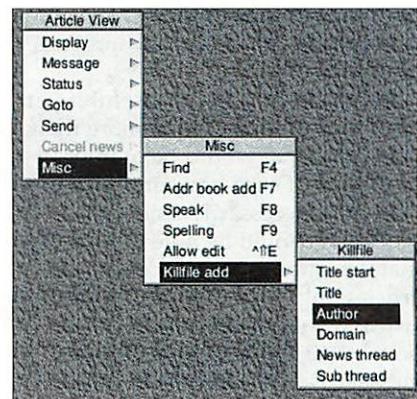 Article View
Display
Message
Status
Goto
Send
Cancel news
Misc
Misc
Find F4
Addr book add F7
Speak F8
Spelling F9
Allow edit ^⇧E
Killfile add
Killfile
Title start
Title
Author
Domain
News thread
Sub thread